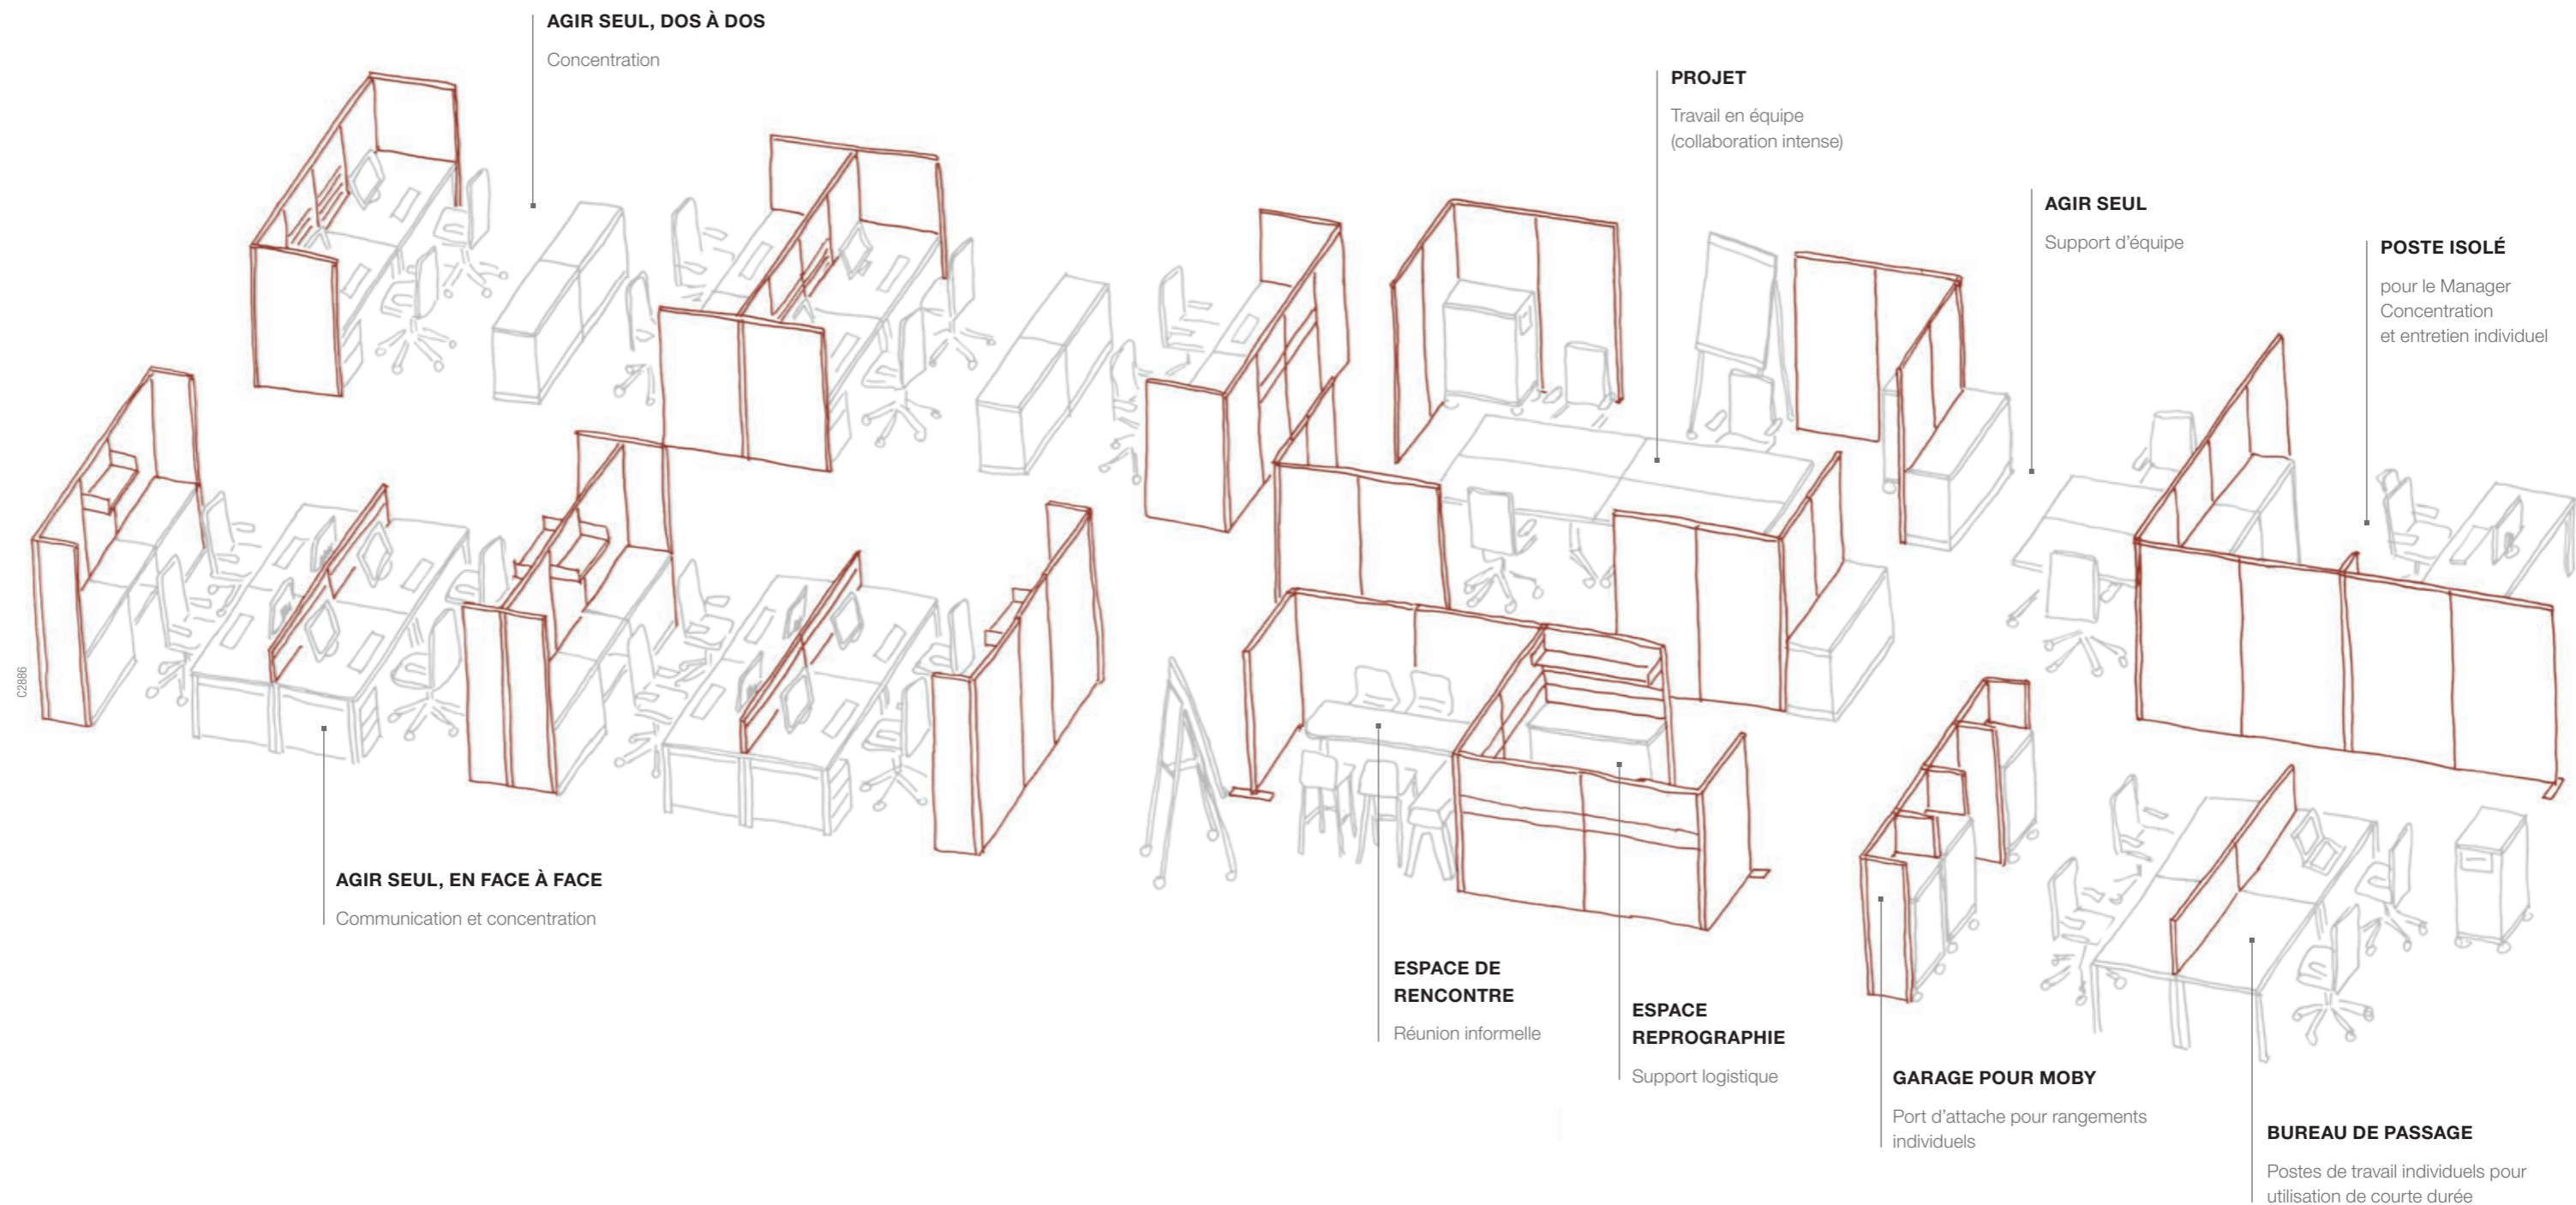 AGIR SEUL, DOS À DOS
Concentration
PROJET
Travail en équipe
(collaboration intense)
AGIR SEUL
Support d'équipe
POSTE ISOLÉ
pour le Manager
Concentration
et entretien individuel
C2886
AGIR SEUL, EN FACE À FACE
Communication et concentration
ESPACE DE
RENCONTRE
Réunion informelle
ESPACE
REPROGRAPHIE
Support logistique
GARAGE POUR MOBY
Port d'attache pour rangements
individuels
BUREAU DE PASSAGE
Postes de travail individuels pour
utilisation de courte durée